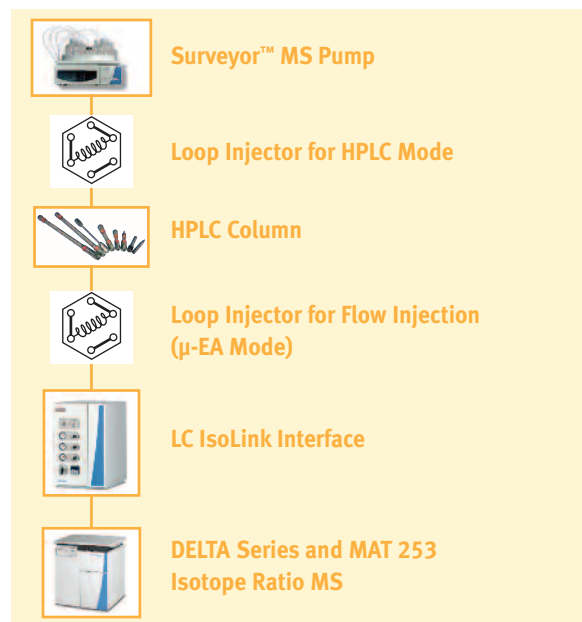 Surveyor™ MS Pump
Loop Injector for HPLC Mode
HPLC Column
Loop Injector for Flow Injection
(µ-EA Mode)
LC IsoLink Interface
DELTA Series and MAT 253
Isotope Ratio MS